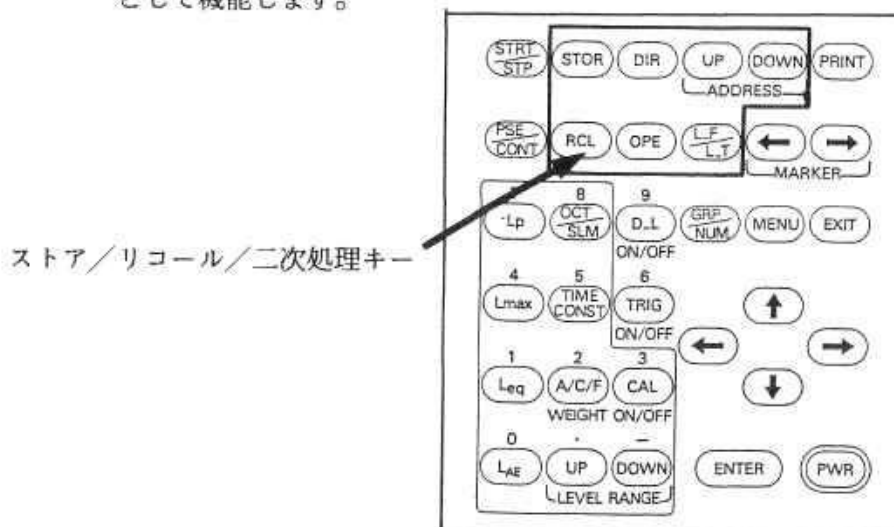 として機能します。
STRT/STP STOR DIR UP DOWN PRINT
ADDRESS
PSE/CONT RCL OPE L_F/L_T ← →
MARKER
8 9
Lp OCT/SLM D_L GRP/NUM MENU EXIT
ON/OFF
ストア／リコール／二次処理キー
4 5 6
Lmax TIME CONST TRIG ↑
ON/OFF
← →
1 2 3
Leq A/C/F CAL ↓
WEIGHT ON/OFF
0 . −
LAE UP DOWN ENTER PWR
LEVEL RANGE